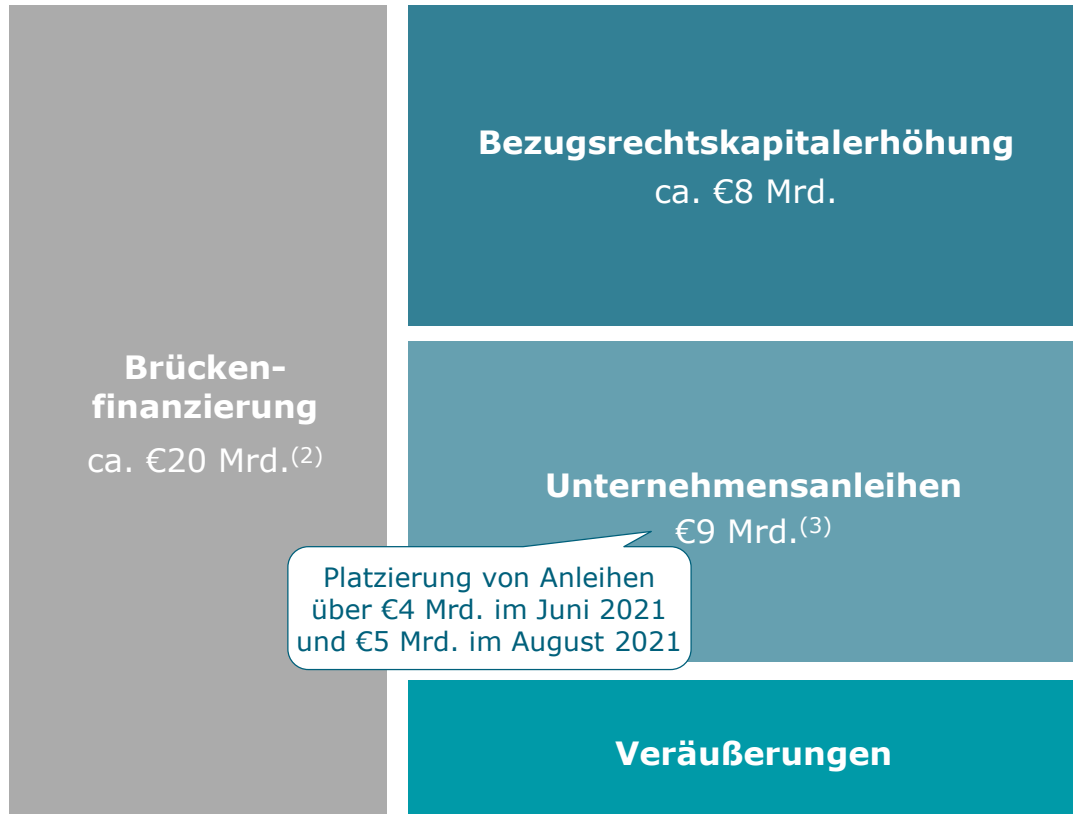 Brücken-
finanzierung
ca. €20 Mrd.(2)
Bezugsrechtskapitalerhöhung
ca. €8 Mrd.
Unternehmensanleihen
€9 Mrd.(3)
Platzierung von Anleihen
über €4 Mrd. im Juni 2021
und €5 Mrd. im August 2021
Veräußerungen